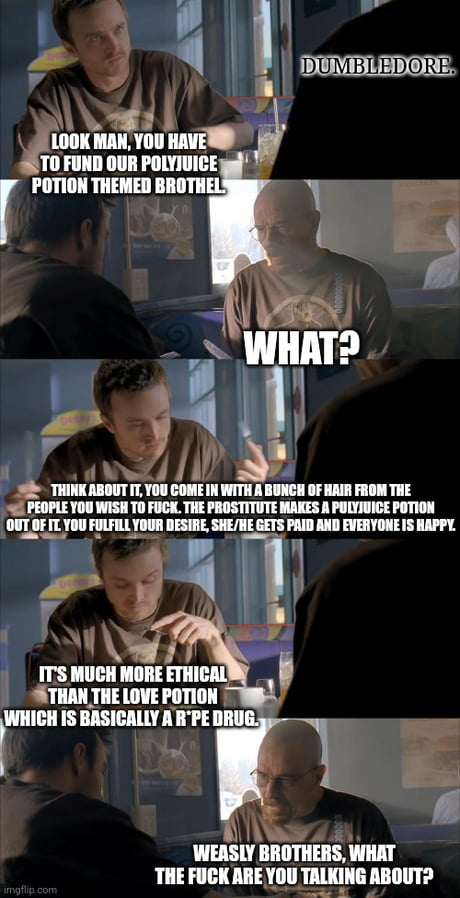 DUMBLEDORE.
LOOK MAN, YOU HAVE
TO FUND OUR POLYJUICE
POTION THEMED BROTHEL.
WHAT?
THINK ABOUT IT, YOU COME IN WITH A BUNCH OF HAIR FROM THE
PEOPLE YOU WISH TO FUCK. THE PROSTITUTE MAKES A PULYJUICE POTION
OUT OF IT. YOU FULFILL YOUR DESIRE, SHE/HE GETS PAID AND EVERYONE IS HAPPY.
IT'S MUCH MORE ETHICAL
THAN THE LOVE POTION
WHICH IS BASICALLY A R*PE DRUG.
WEASLY BROTHERS, WHAT
THE FUCK ARE YOU TALKING ABOUT?
imgflip.com